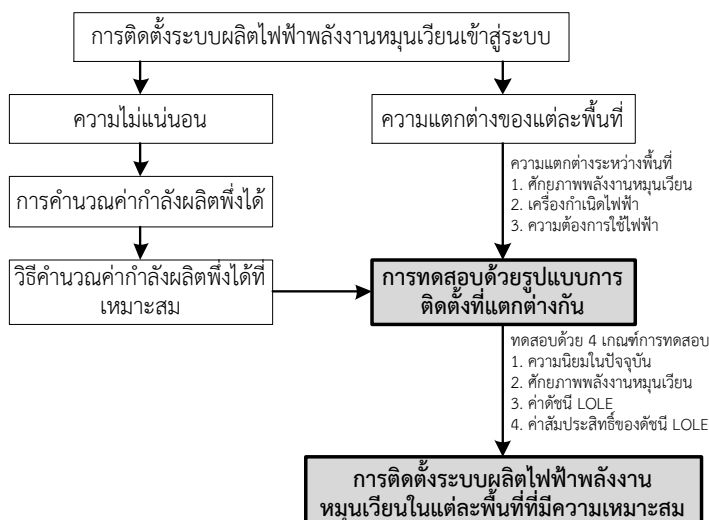 การติดตั้งระบบผลิตไฟฟ้าพลังงานหมุนเวียนเข้าสู่ระบบ
ความไม่แน่นอน
ความแตกต่างของแต่ละพื้นที่
ความแตกต่างระหว่างพื้นที่
1. ศักยภาพพลังงานหมุนเวียน
2. เครื่องกำเนิดไฟฟ้า
3. ความต้องการใช้ไฟฟ้า
การคำนวณค่ากำลังผลิตพึ่งได้
วิธีคำนวณค่ากำลังผลิตพึ่งได้ที่
เหมาะสม
การทดสอบด้วยรูปแบบการ
ติดตั้งที่แตกต่างกัน
ทดสอบด้วย 4 เกณฑ์การทดสอบ
1. ความนิยมในปัจจุบัน
2. ศักยภาพพลังงานหมุนเวียน
3. ค่าดัชนี LOLE
4. ค่าสัมประสิทธิ์ของดัชนี LOLE
การติดตั้งระบบผลิตไฟฟ้าพลังงาน
หมุนเวียนในแต่ละพื้นที่ที่มีความเหมาะสม